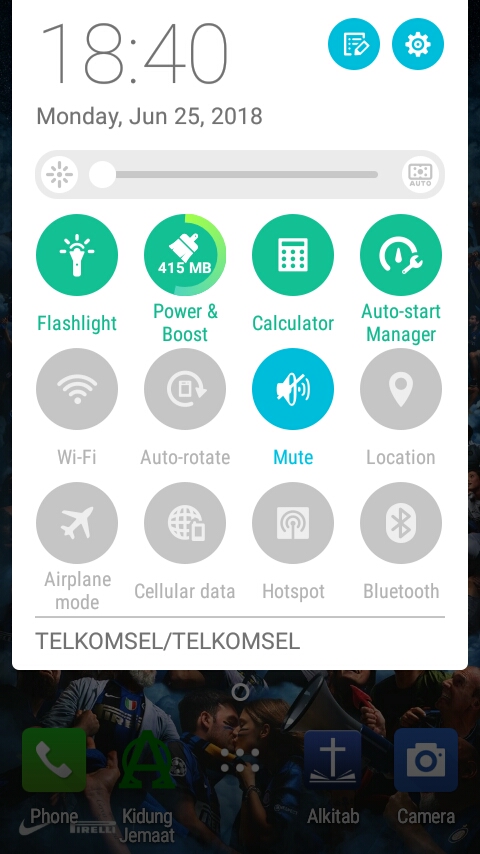 18:40
Monday, Jun 25, 2018
AUTO
415 MB
Flashlight
Power &
Boost
Calculator
Auto-start
Manager
Wi-Fi
Auto-rotate
Mute
Location
Airplane
mode
Cellular data
Hotspot
Bluetooth
TELKOMSEL/TELKOMSEL
Phone
Kidung
Jemaat
Alkitab
Camera
PIRELLI